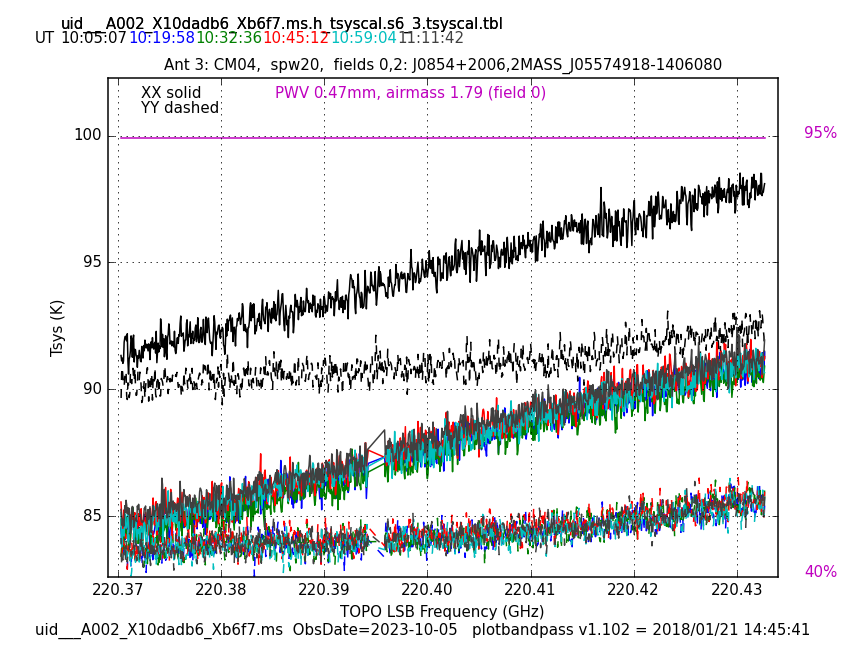 uid___A002_X10dadb6_Xb6f7.ms.h_tsyscal.s6_3.tsyscal.tbl
UT 10:05:07 10:19:58 10:32:36 10:45:12 10:59:04 11:11:42
Ant 3: CM04,  spw20,  fields 0,2: J0854+2006,2MASS_J05574918-1406080
XX solid
PWV 0.47mm, airmass 1.79 (field 0)
YY dashed
95%
100
95
90
85
Tsys (K)
40%
220.37 220.38 220.39 220.40 220.41 220.42 220.43
TOPO LSB Frequency (GHz)
uid___A002_X10dadb6_Xb6f7.ms  ObsDate=2023-10-05   plotbandpass v1.102 = 2018/01/21 14:45:41